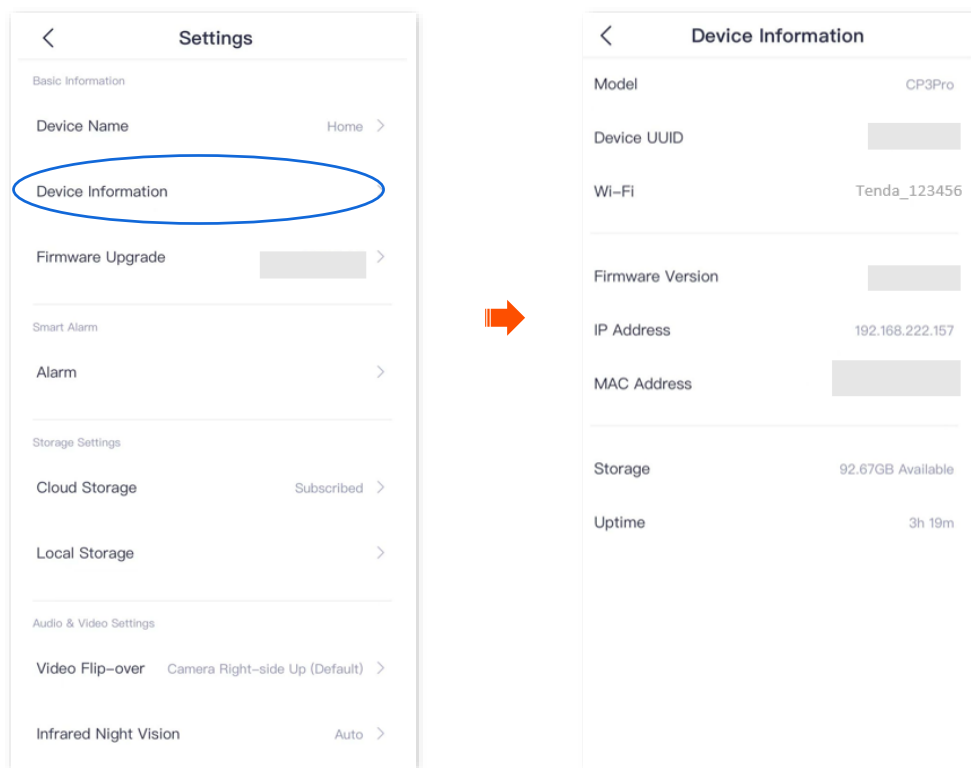 Settings
Basic Information
Device Name Home
Device Information
Firmware Upgrade
Smart Alarm
Alarm
Storage Settings
Cloud Storage Subscribed
Local Storage
Audio & Video Settings
Video Flip-over Camera Right-side Up (Default)
Infrared Night Vision Auto
Device Information
Model CP3Pro
Device UUID
Wi-Fi Tenda_123456
Firmware Version
IP Address 192.168.222.157
MAC Address
Storage 92.67GB Available
Uptime 3h 19m